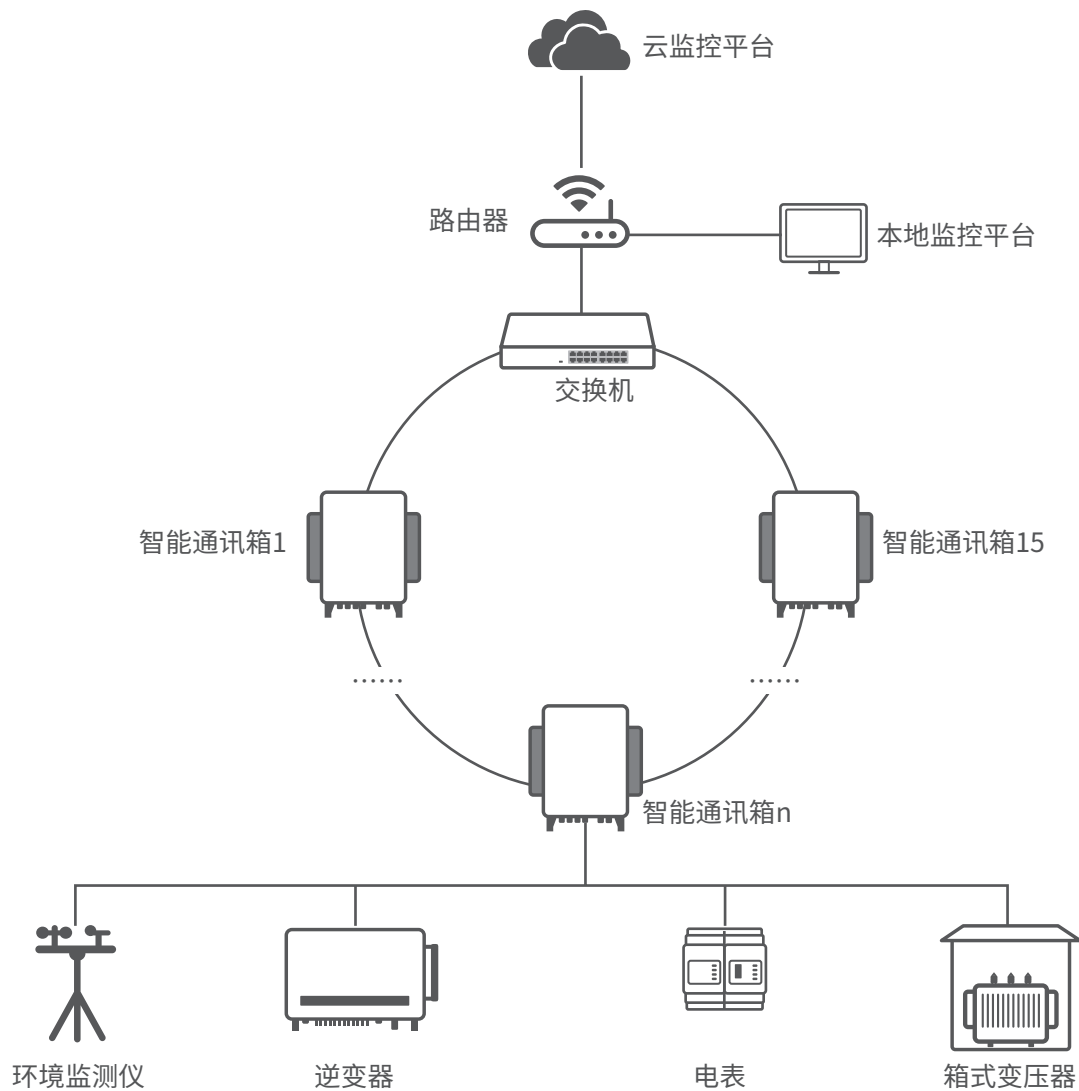 云监控平台
路由器
本地监控平台
交换机
智能通讯箱1
智能通讯箱15
······
······
智能通讯箱n
环境监测仪
逆变器
电表
箱式变压器